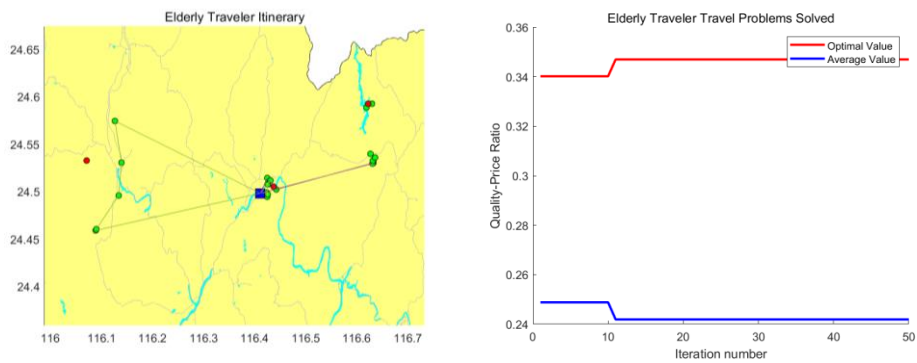 Elderly Traveler Itinerary
24.65
24.6
24.55
24.5
24.45
24.4
116 116.1 116.2 116.3 116.4 116.5 116.6 116.7
Elderly Traveler Travel Problems Solved
Optimal Value
Average Value
Quality-Price Ratio
0.36
0.34
0.32
0.3
0.28
0.26
0.24
0 10 20 30 40 50
Iteration number